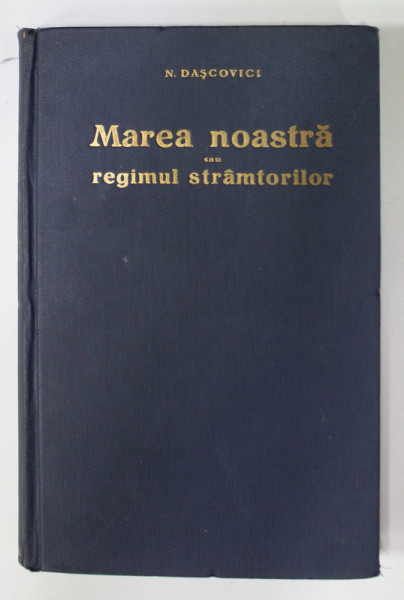 N. DAŞCOVICI
Marea noastră
sau
regimul strâmtorilor